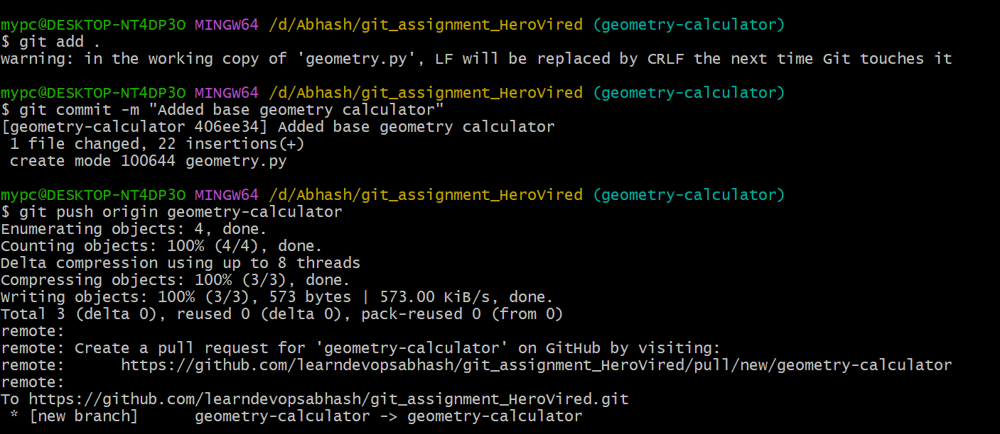 mypc@DESKTOP-NT4DP3O MINGW64 /d/Abhash/git_assignment_HeroVired (geometry-calculator)
$ git add .
warning: in the working copy of 'geometry.py', LF will be replaced by CRLF the next time Git touches it
mypc@DESKTOP-NT4DP3O MINGW64 /d/Abhash/git_assignment_HeroVired (geometry-calculator)
$ git commit -m "Added base geometry calculator"
[geometry-calculator 406ee34] Added base geometry calculator
 1 file changed, 22 insertions(+)
 create mode 100644 geometry.py
mypc@DESKTOP-NT4DP3O MINGW64 /d/Abhash/git_assignment_HeroVired (geometry-calculator)
$ git push origin geometry-calculator
Enumerating objects: 4, done.
Counting objects: 100% (4/4), done.
Delta compression using up to 8 threads
Compressing objects: 100% (3/3), done.
Writing objects: 100% (3/3), 573 bytes | 573.00 KiB/s, done.
Total 3 (delta 0), reused 0 (delta 0), pack-reused 0 (from 0)
remote:
remote: Create a pull request for 'geometry-calculator' on GitHub by visiting:
remote:      https://github.com/learndevopsabhash/git_assignment_HeroVired/pull/new/geometry-calculator
remote:
To https://github.com/learndevopsabhash/git_assignment_HeroVired.git
 * [new branch]      geometry-calculator -> geometry-calculator